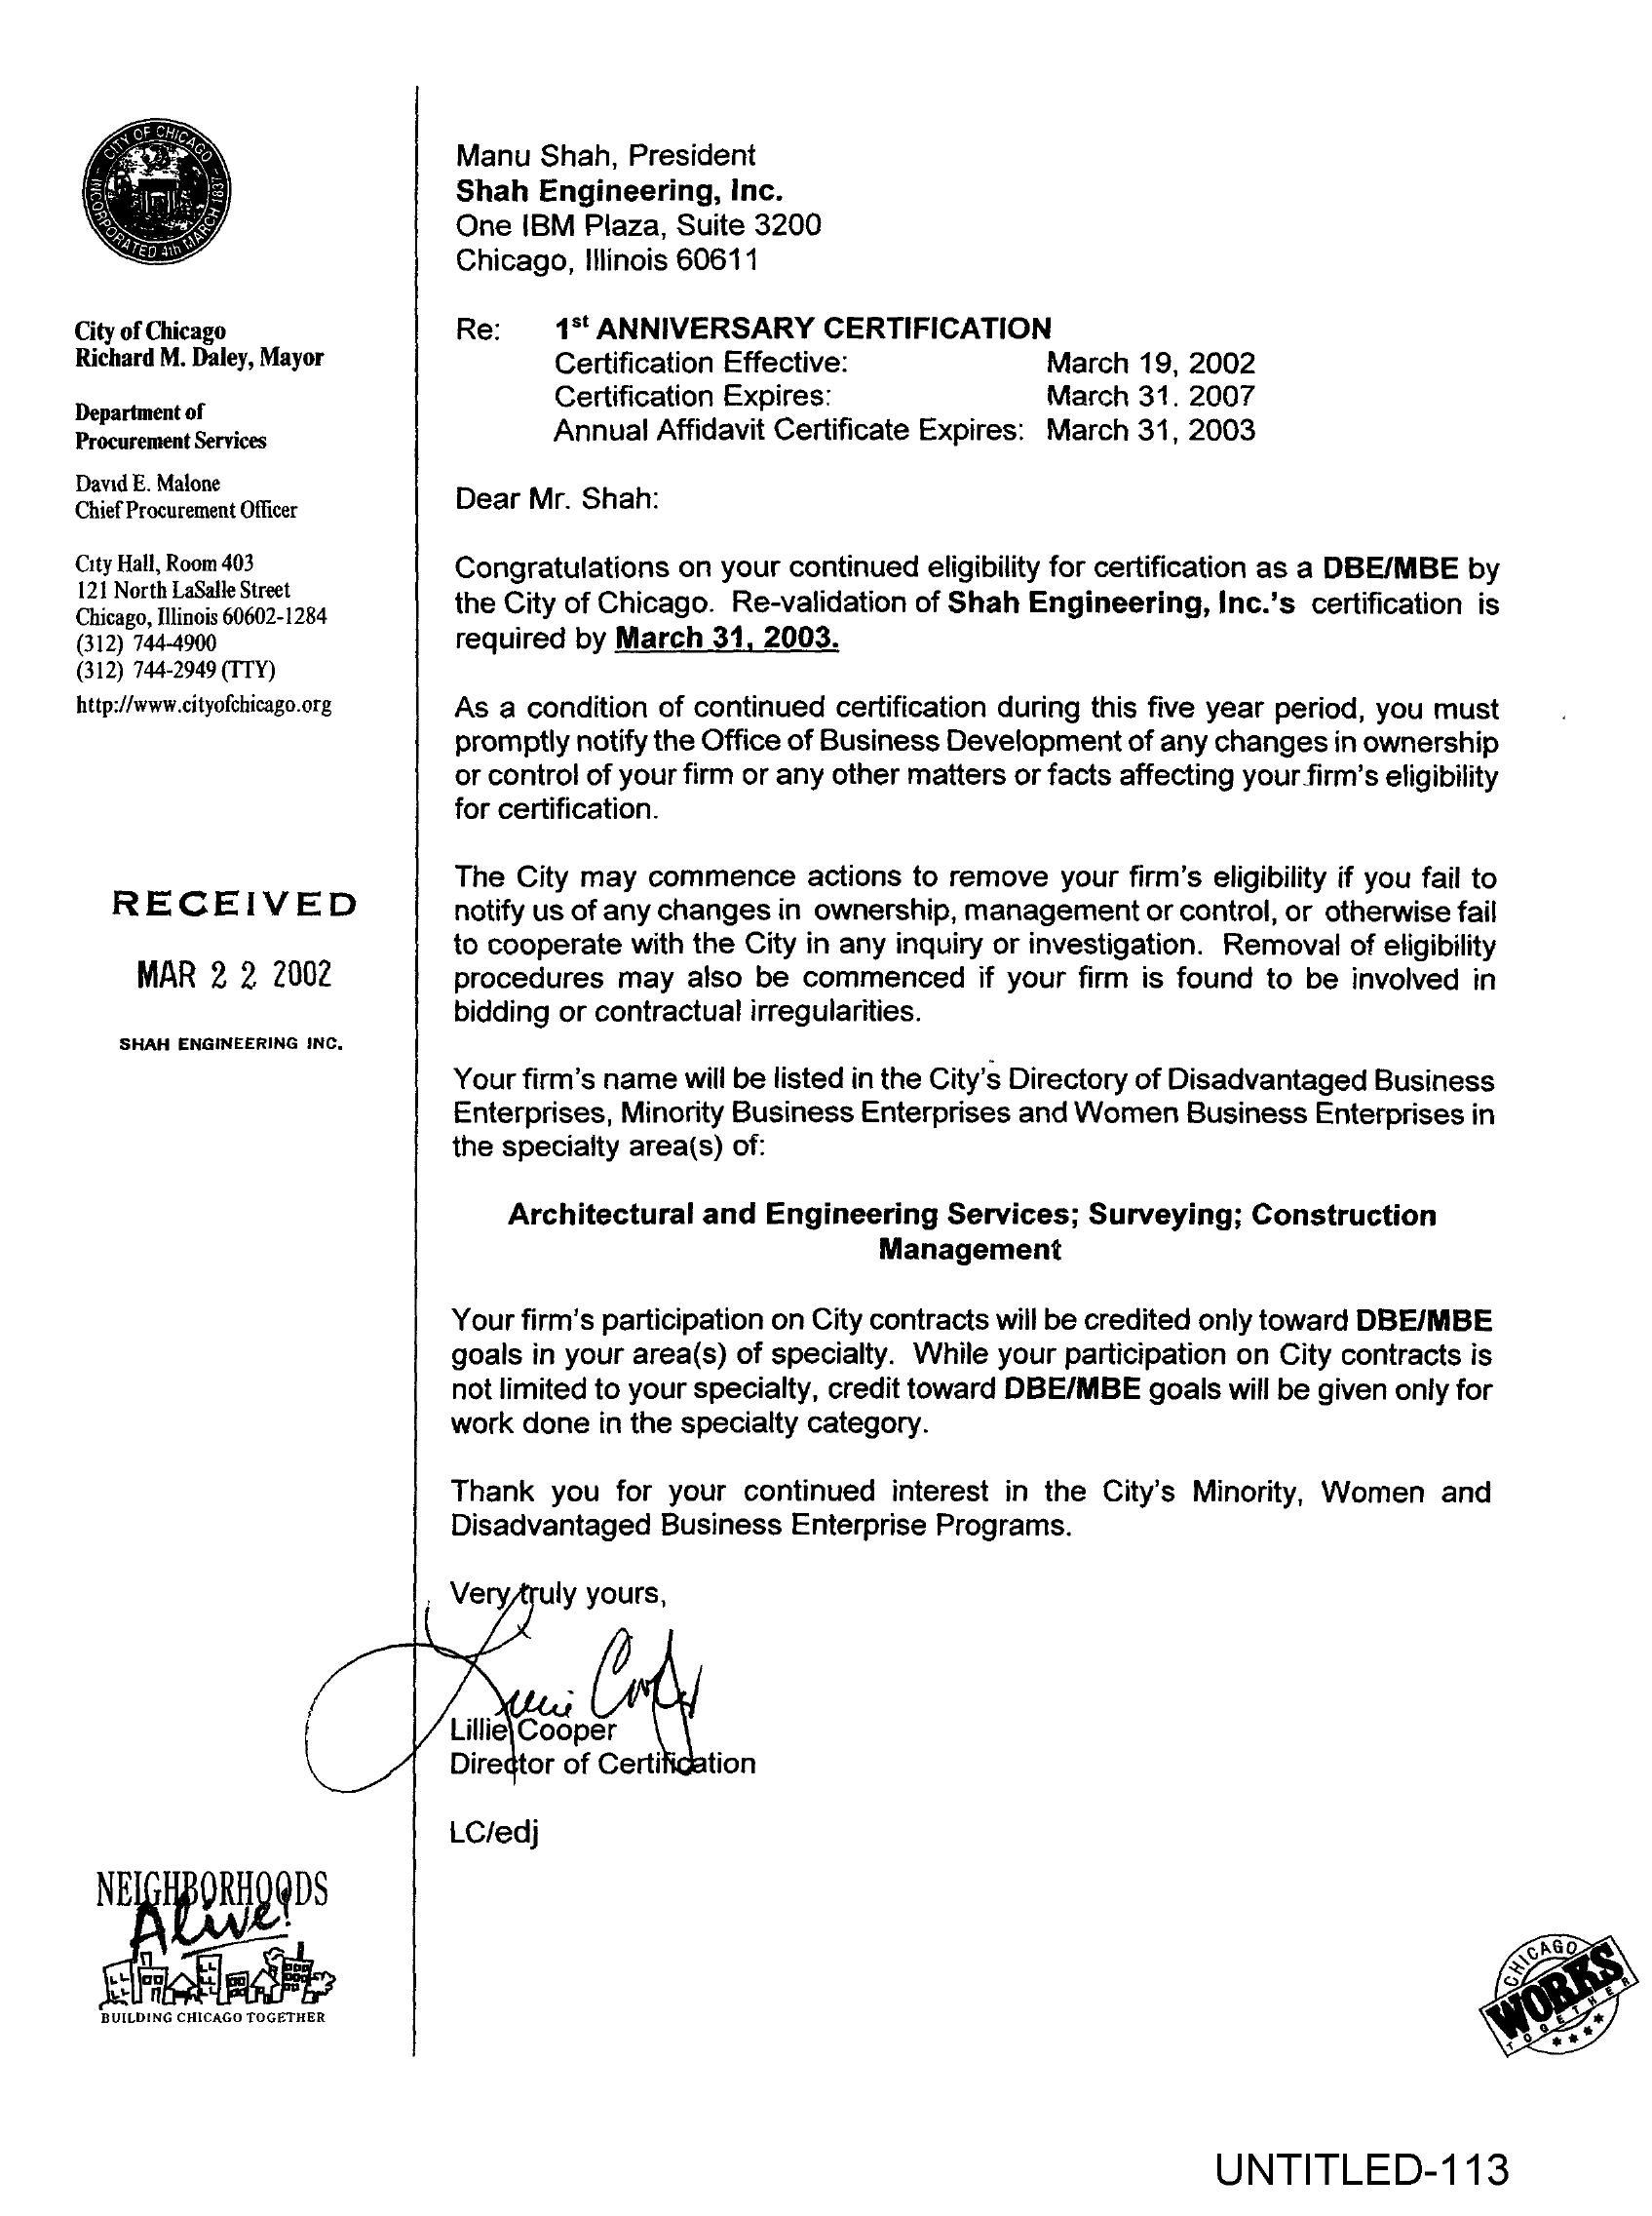 CITY OF CHICAGO
INCORPORATED 4th MARCH 1837
City of Chicago
Richard M. Daley, Mayor
Department of
Procurement Services
David E. Malone
Chief Procurement Officer
City Hall, Room 403
121 North LaSalle Street
Chicago, Illinois 60602-1284
(312) 744-4900
(312) 744-2949 (TTY)
http://www.cityofchicago.org
RECEIVED
MAR 2 2 2002
SHAH ENGINEERING INC.
Manu Shah, President
Shah Engineering, Inc.
One IBM Plaza, Suite 3200
Chicago, Illinois 60611
Re: 1st ANNIVERSARY CERTIFICATION
Certification Effective: March 19, 2002
Certification Expires: March 31. 2007
Annual Affidavit Certificate Expires: March 31, 2003
Dear Mr. Shah:
Congratulations on your continued eligibility for certification as a DBE/MBE by
the City of Chicago. Re-validation of Shah Engineering, Inc.'s certification is
required by March 31, 2003.
As a condition of continued certification during this five year period, you must
promptly notify the Office of Business Development of any changes in ownership
or control of your firm or any other matters or facts affecting your firm's eligibility
for certification.
The City may commence actions to remove your firm's eligibility if you fail to
notify us of any changes in ownership, management or control, or otherwise fail
to cooperate with the City in any inquiry or investigation. Removal of eligibility
procedures may also be commenced if your firm is found to be involved in
bidding or contractual irregularities.
Your firm's name will be listed in the City's Directory of Disadvantaged Business
Enterprises, Minority Business Enterprises and Women Business Enterprises in
the specialty area(s) of:
Architectural and Engineering Services; Surveying; Construction
Management
Your firm's participation on City contracts will be credited only toward DBE/MBE
goals in your area(s) of specialty. While your participation on City contracts is
not limited to your specialty, credit toward DBE/MBE goals will be given only for
work done in the specialty category.
Thank you for your continued interest in the City's Minority, Women and
Disadvantaged Business Enterprise Programs.
Very truly yours,
Lillie Cooper
Lillie Cooper
Director of Certification
LC/edj
NEIGHBORHOODS
Alive!
BUILDING CHICAGO TOGETHER
CHICAGO
WORKS
TOGETHER
UNTITLED-113